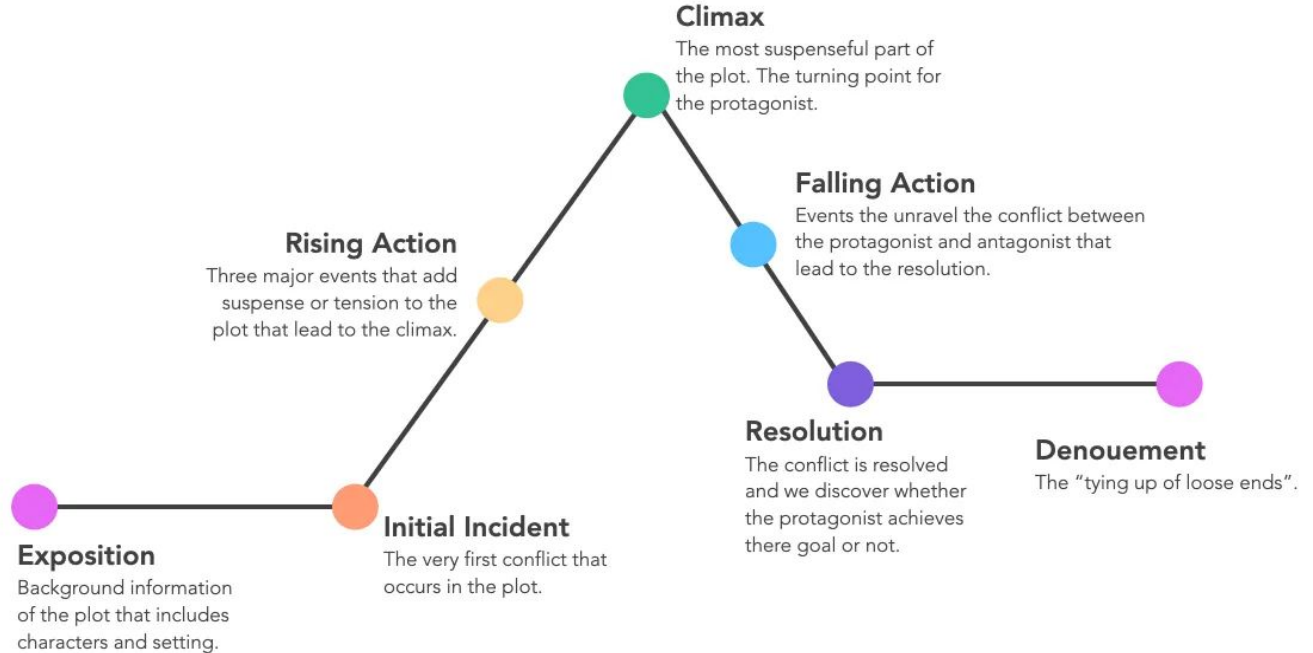 Climax
The most suspenseful part of
the plot. The turning point for
the protagonist.
Falling Action
Events the unravel the conflict between
the protagonist and antagonist that
lead to the resolution.
Rising Action
Three major events that add
suspense or tension to the
plot that lead to the climax.
Resolution
The conflict is resolved
and we discover whether
the protagonist achieves
there goal or not.
Denouement
The “tying up of loose ends”.
Initial Incident
The very first conflict that
occurs in the plot.
Exposition
Background information
of the plot that includes
characters and setting.